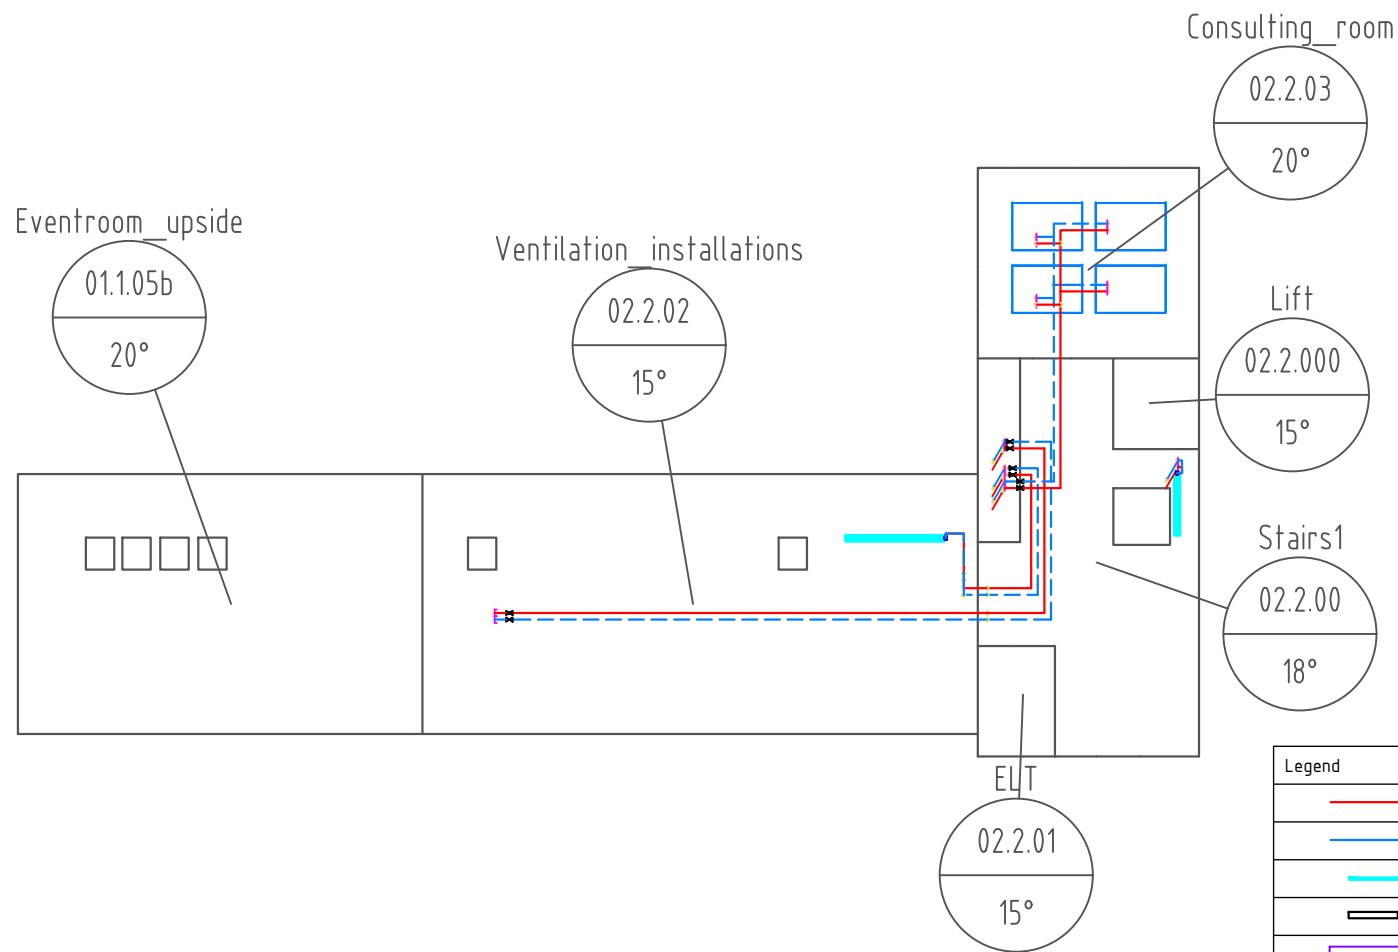 Consulting_room
02.2.03
20°
Eventroom_upside
01.1.05b
20°
Ventilation_installations
02.2.02
15°
Lift
02.2.000
15°
Stairs1
02.2.00
18°
ELT
02.2.01
15°
Legend